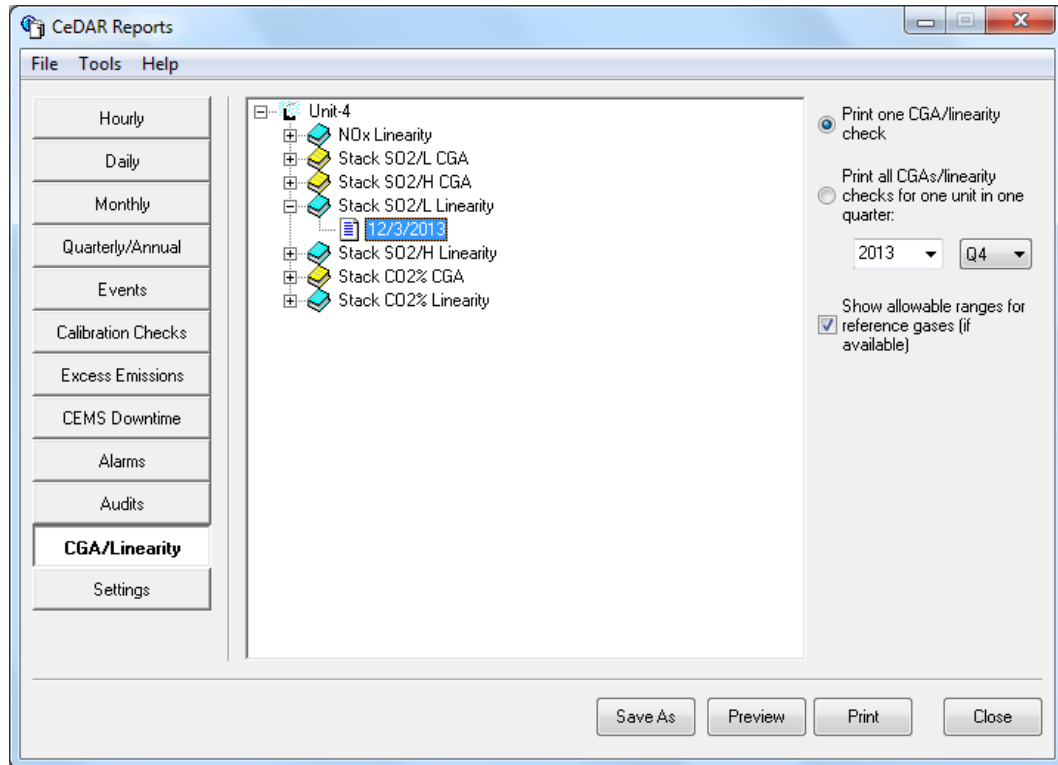 CeDAR Reports
File Tools Help
Hourly
Daily
Monthly
Quarterly/Annual
Events
Calibration Checks
Excess Emissions
CEMS Downtime
Alarms
Audits
CGA/Linearity
Settings
Unit-4
NOx Linearity
Stack SO2/L CGA
Stack SO2/H CGA
Stack SO2/L Linearity
12/3/2013
Stack SO2/H Linearity
Stack CO2% CGA
Stack CO2% Linearity
Print one CGA/linearity
check
Print all CGAs/linearity
checks for one unit in one
quarter:
2013 Q4
Show allowable ranges for
reference gases (if
available)
Save As Preview Print Close